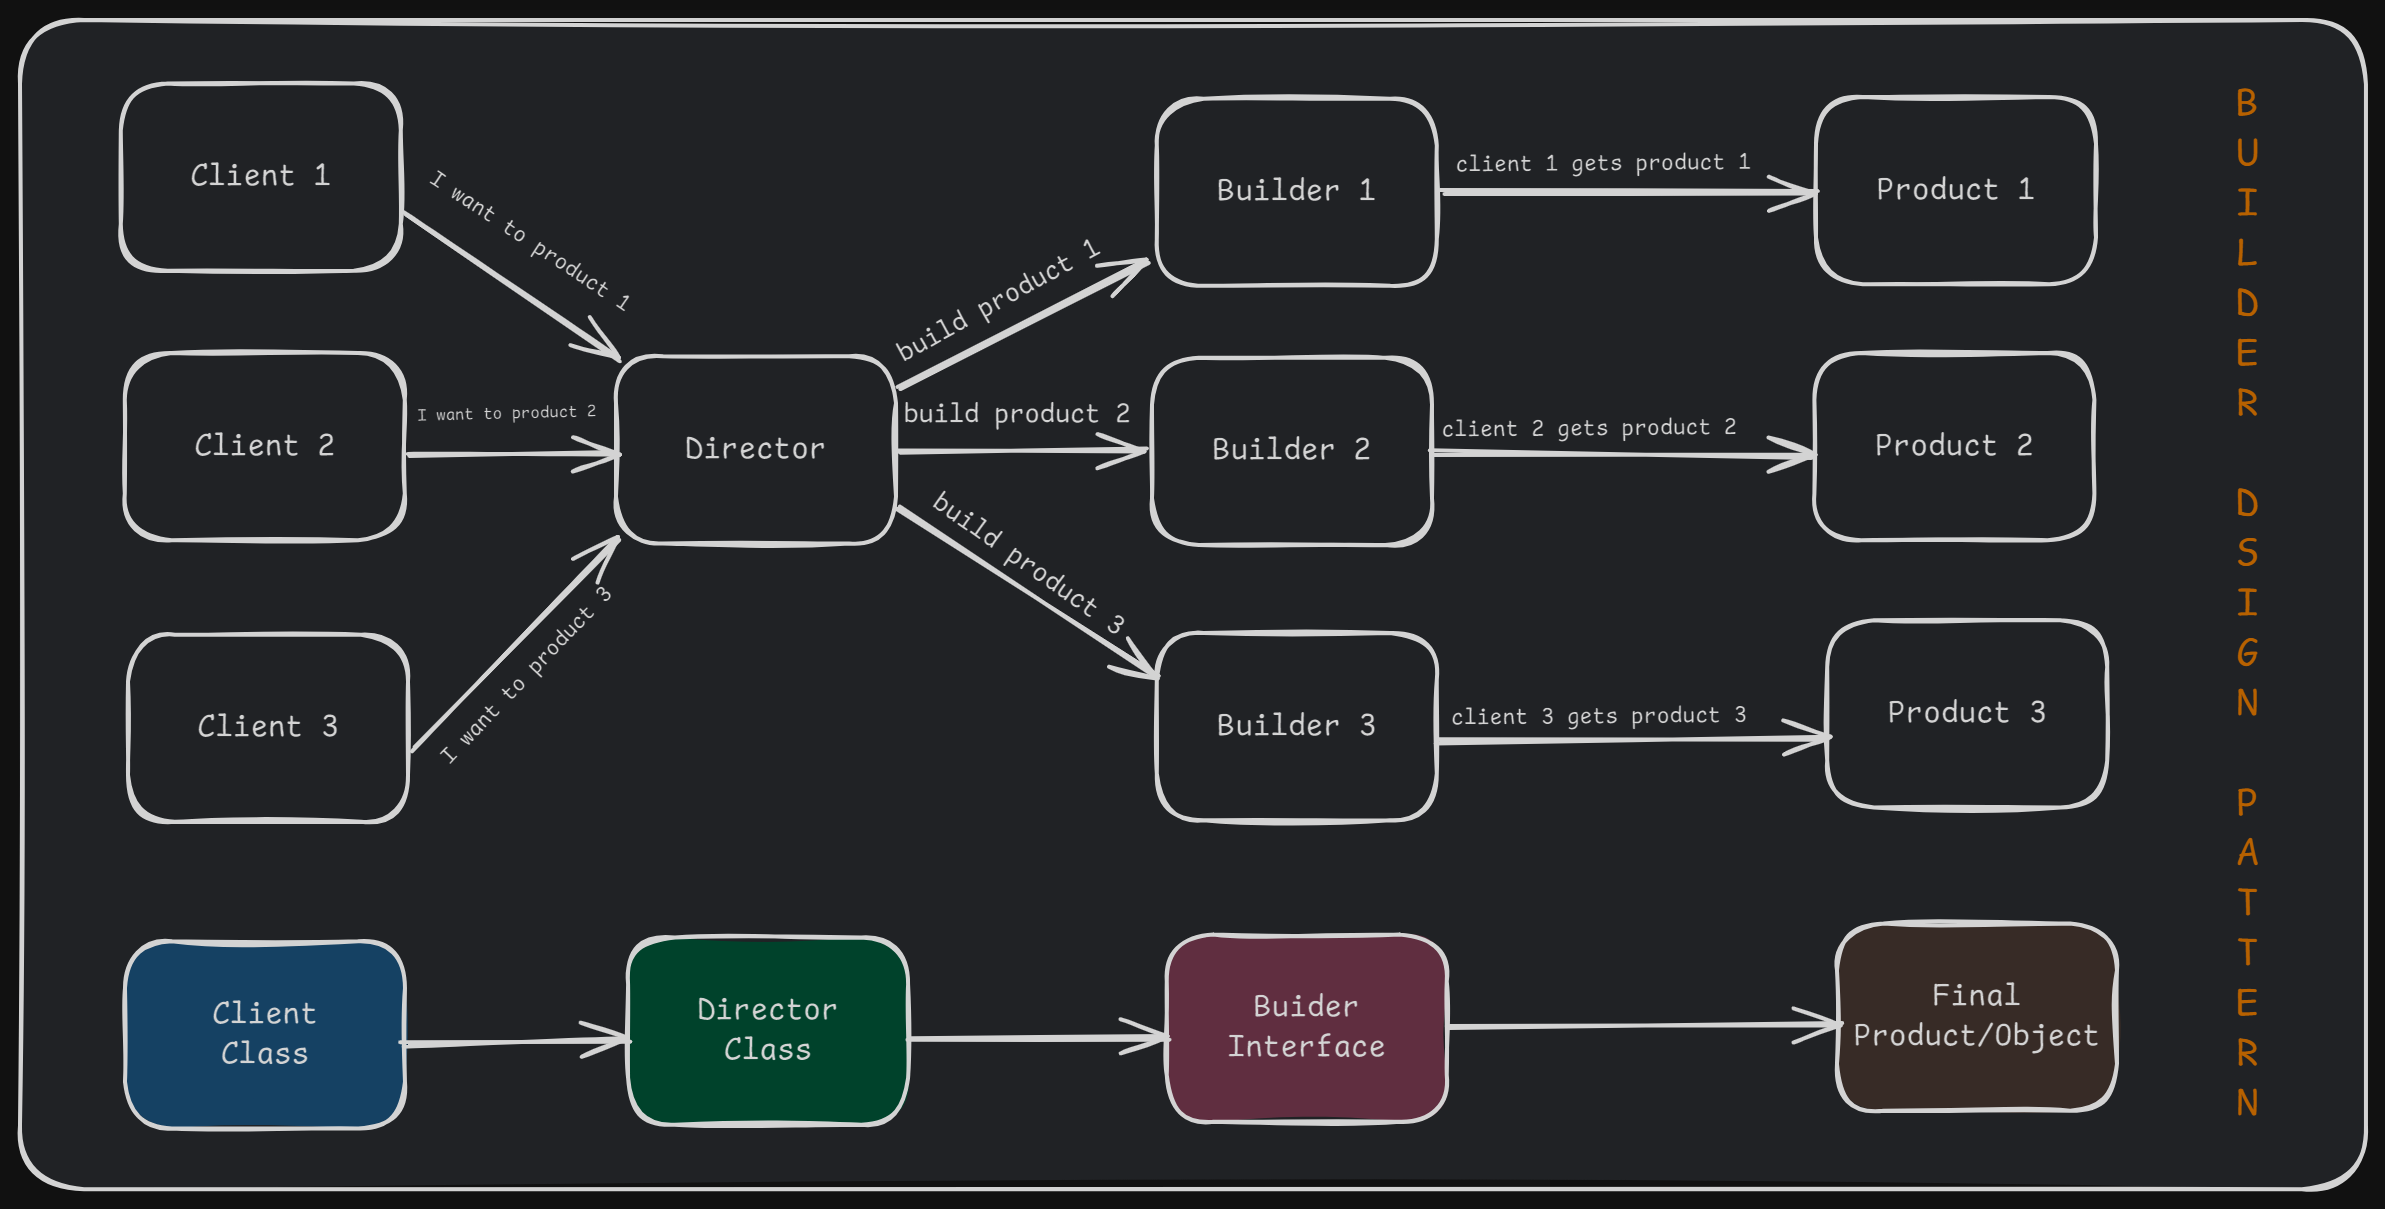 Client 1
I want to product 1
build product 1
Builder 1
client 1 gets product 1
Product 1
Client 2
I want to product 2
Director
build product 2
Builder 2
client 2 gets product 2
Product 2
Client 3
I want to product 3
build product 3
Builder 3
client 3 gets product 3
Product 3
Client
Class
Director
Class
Buider
Interface
Final
Product/Object
B
U
I
L
D
E
R
D
S
I
G
N
P
A
T
T
E
R
N